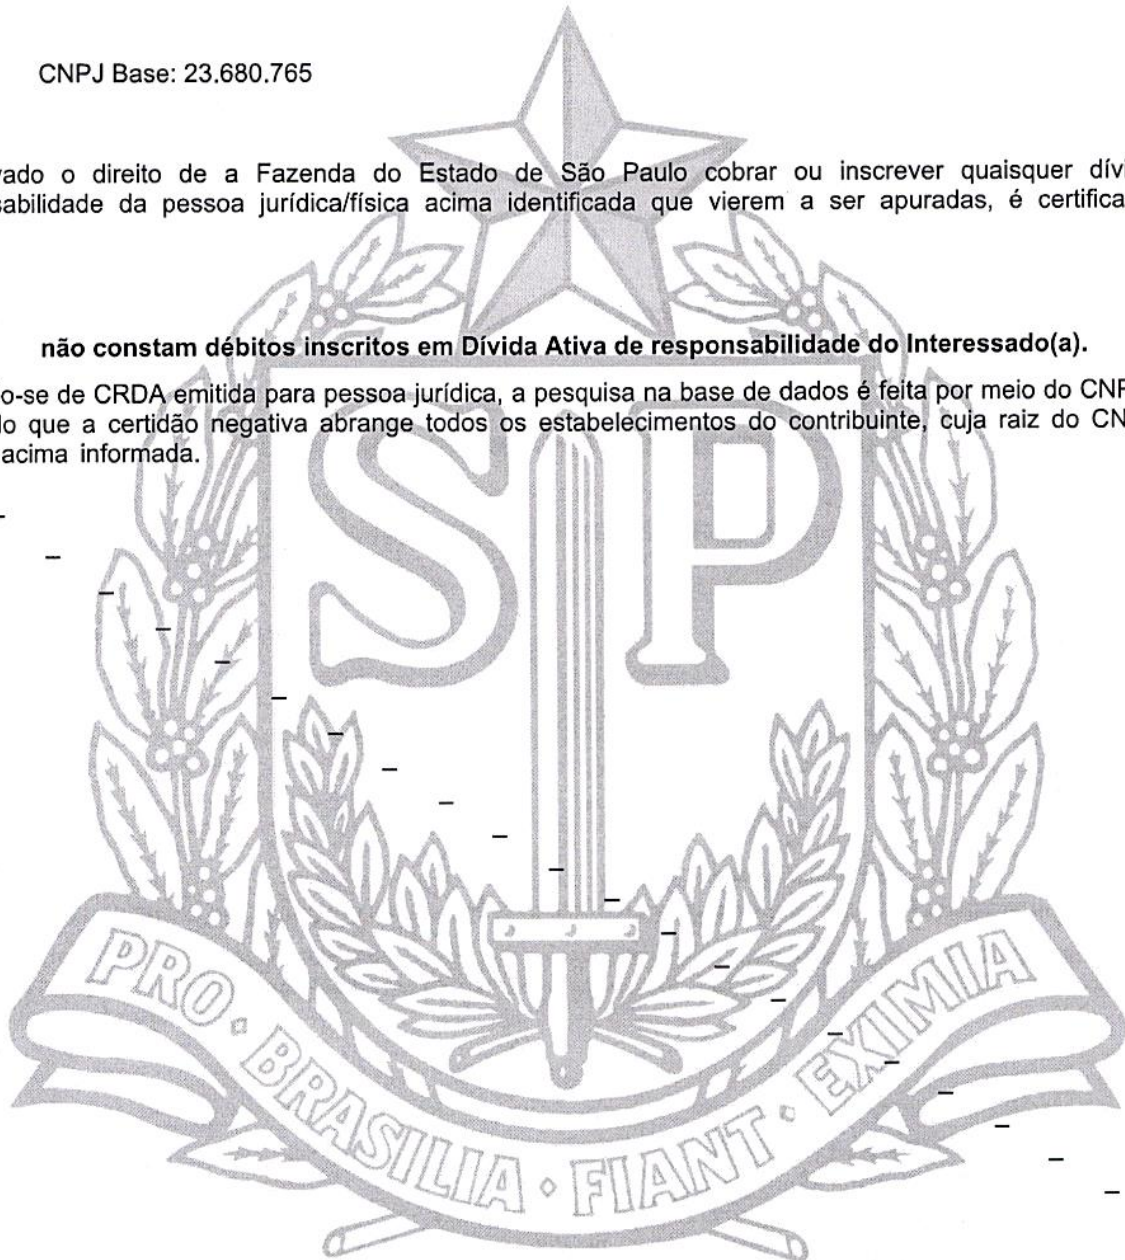 CNPJ Base: 23.680.765
vado o direito de a Fazenda do Estado de São Paulo cobrar ou inscrever quaisquer dívi
sabilidade da pessoa jurídica/física acima identificada que vierem a ser apuradas, é certifica
não constam débitos inscritos em Dívida Ativa de responsabilidade do Interessado(a).
o-se de CRDA emitida para pessoa jurídica, a pesquisa na base de dados é feita por meio do CNP
do que a certidão negativa abrange todos os estabelecimentos do contribuinte, cuja raiz do CN
acima informada.
SP
PRO • BRASILIA • FIANT • EXIMIA